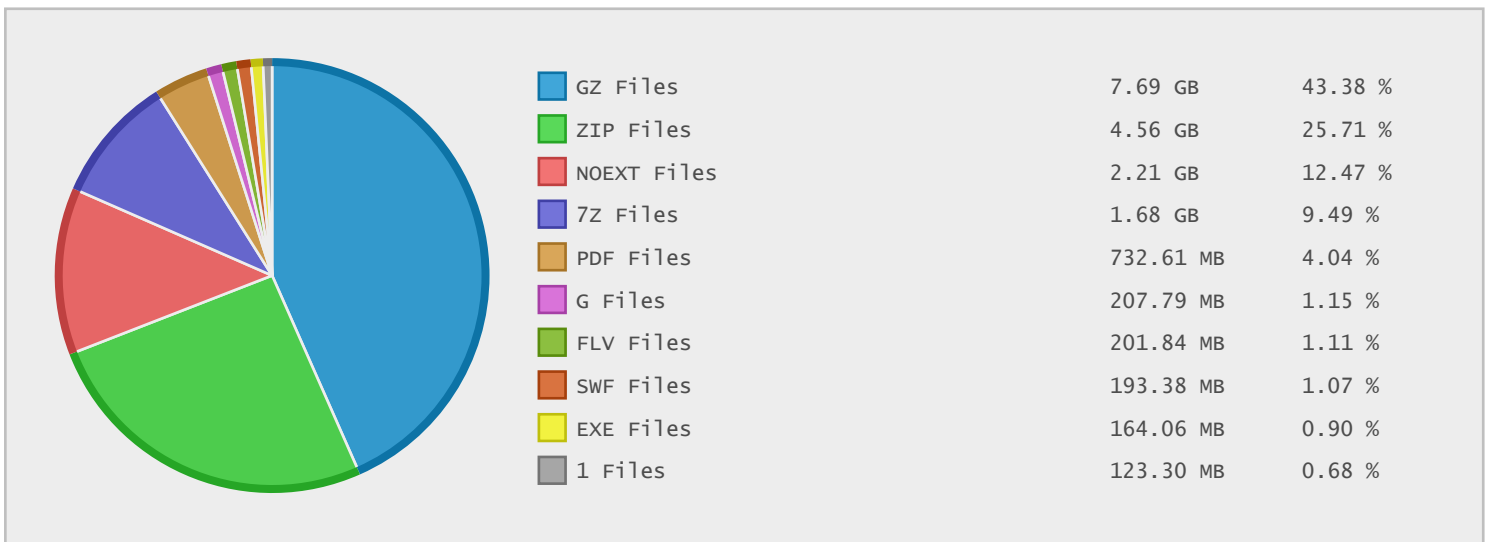 GZ Files 7.69 GB 43.38 %
ZIP Files 4.56 GB 25.71 %
NOEXT Files 2.21 GB 12.47 %
7Z Files 1.68 GB 9.49 %
PDF Files 732.61 MB 4.04 %
G Files 207.79 MB 1.15 %
FLV Files 201.84 MB 1.11 %
SWF Files 193.38 MB 1.07 %
EXE Files 164.06 MB 0.90 %
1 Files 123.30 MB 0.68 %